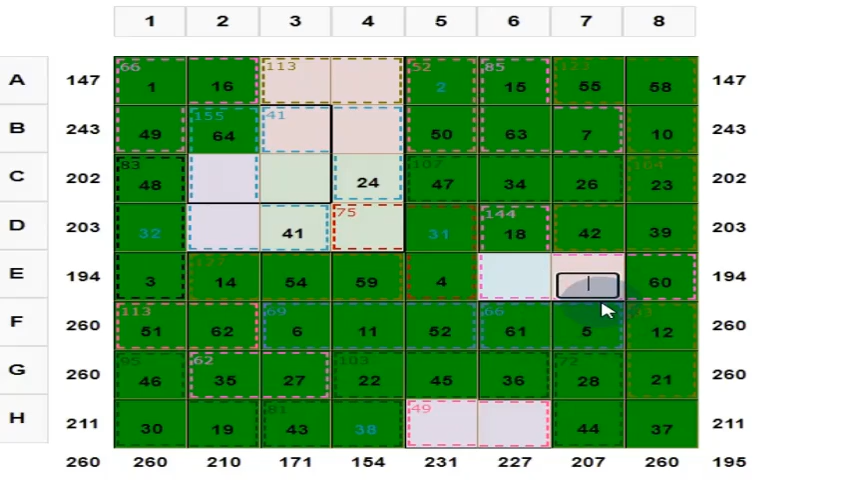 1 2 3 4 5 6 7 8
66 113 52 85
A 147 1 16 2 15 55 58 147
155 41
B 243 49 64 50 63 7 10 243
83 107 164
C 202 48 24 47 34 26 23 202
75 144
D 203 32 41 31 18 42 39 203
E 194 3 14 54 59 4 60 194
113 69 66
F 260 51 62 6 11 52 61 5 12 260
95 62 103 72
G 260 46 35 27 22 45 36 28 21 260
81 49
H 211 30 19 43 38 44 37 211
260 260 210 171 154 231 227 207 260 195